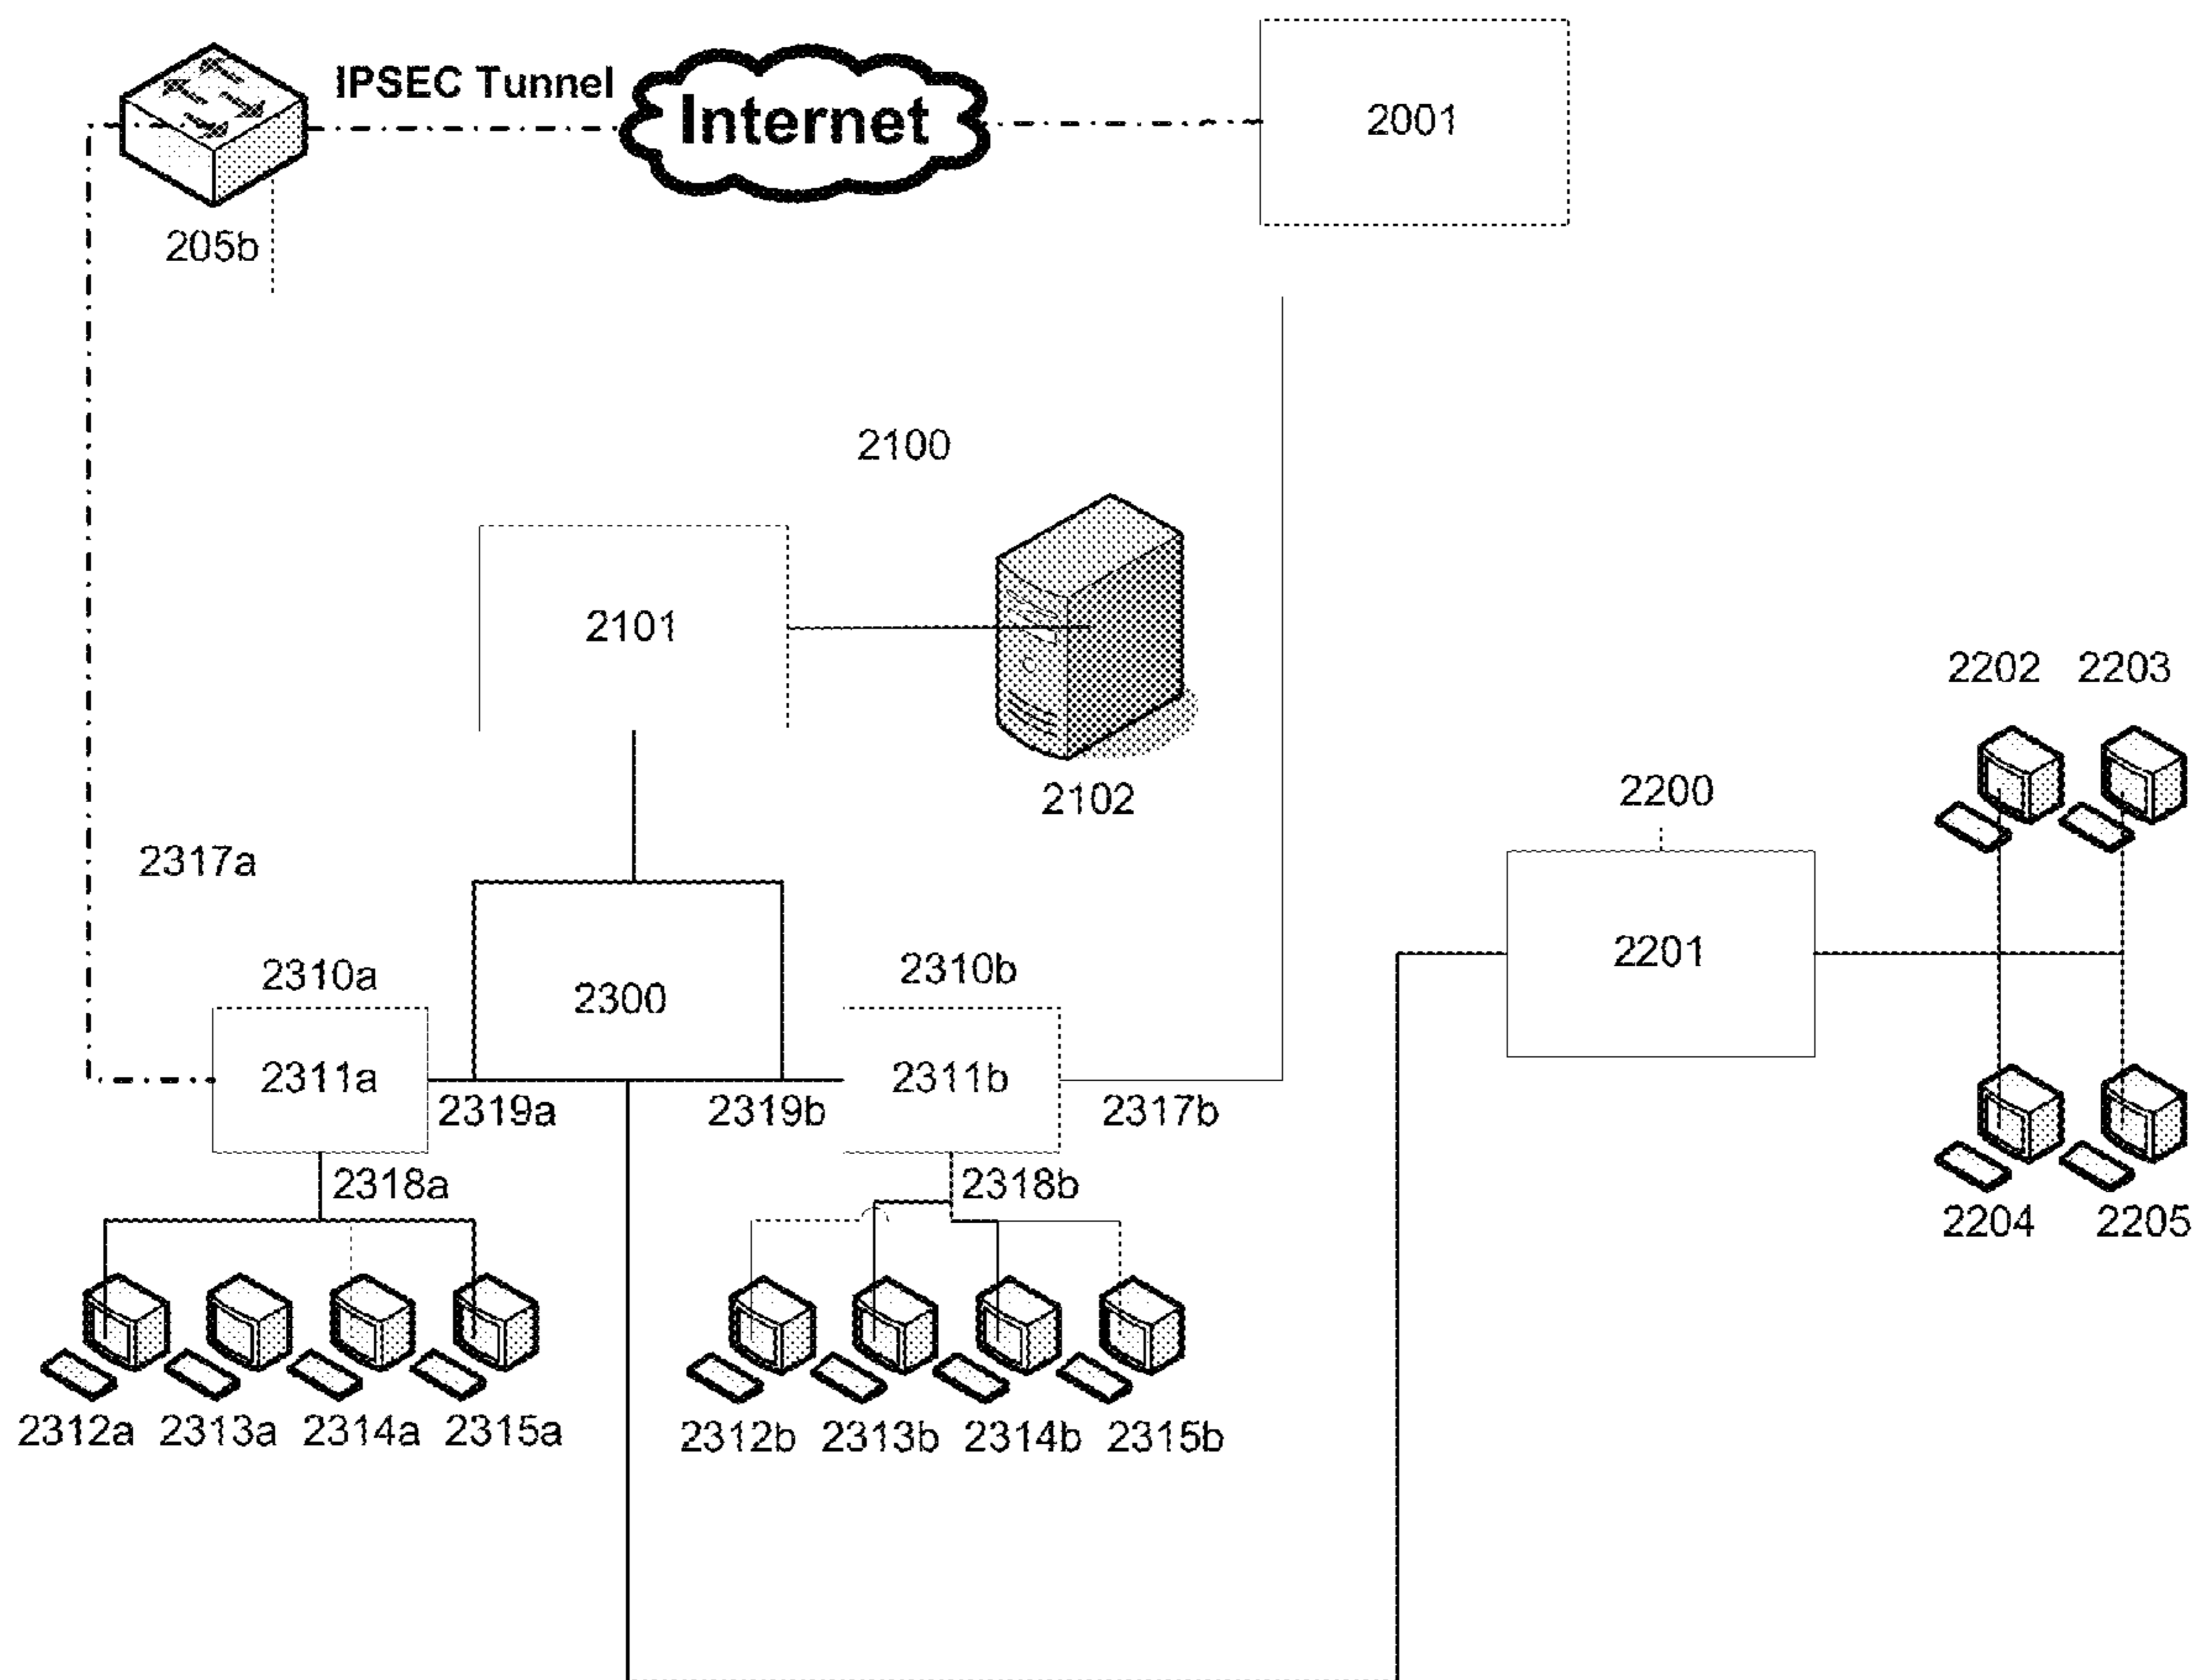 IPSEC Tunnel
Internet
2001
205b
2100
2101
2102
2202 2203
2200
2317a
2201
2310a
2310b
2300
2311a
2311b
2319a
2319b
2317b
2318a
2318b
2204
2205
2312a 2313a 2314a 2315a
2312b 2313b 2314b 2315b